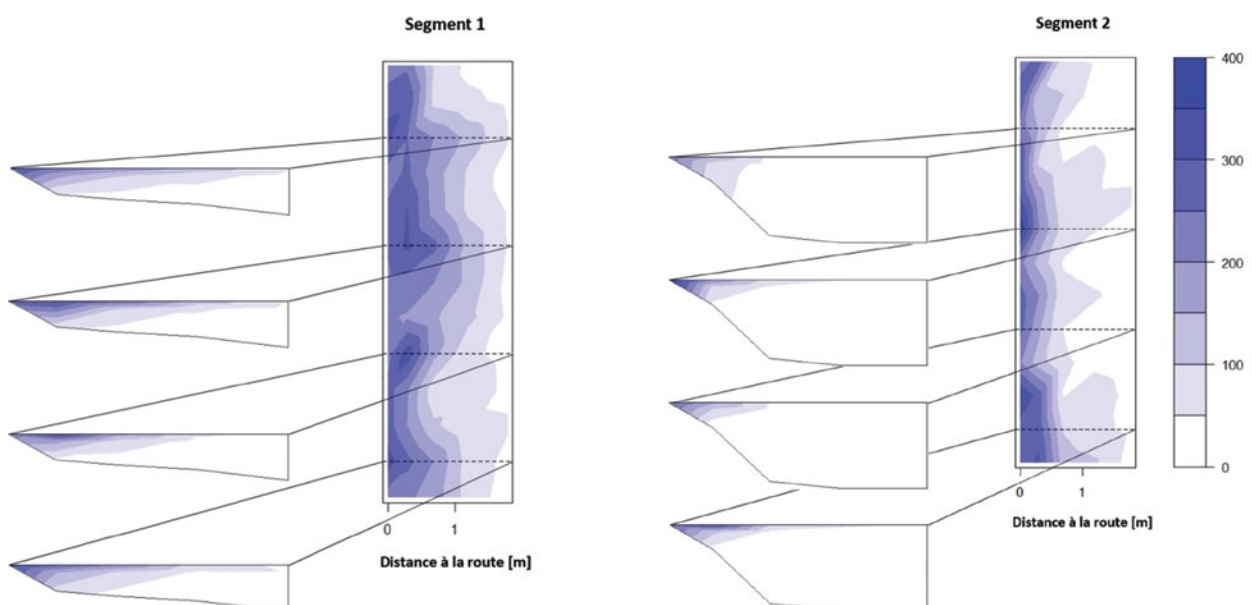 Segment 1
Segment 2
400
300
200
100
0
0
1
Distance à la route [m]
0
1
Distance à la route [m]